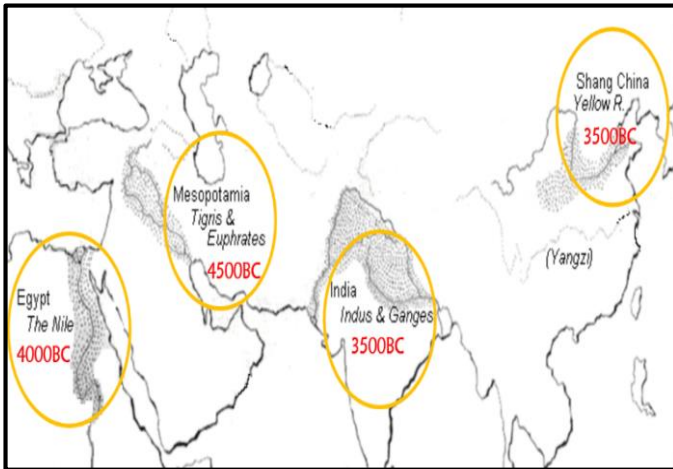 Shang China
Yellow R.
3500BC
Mesopotamia
Tigris &
Euphrates
4500BC
(Yangzi)
Egypt
The Nile
4000BC
India
Indus & Ganges
3500BC